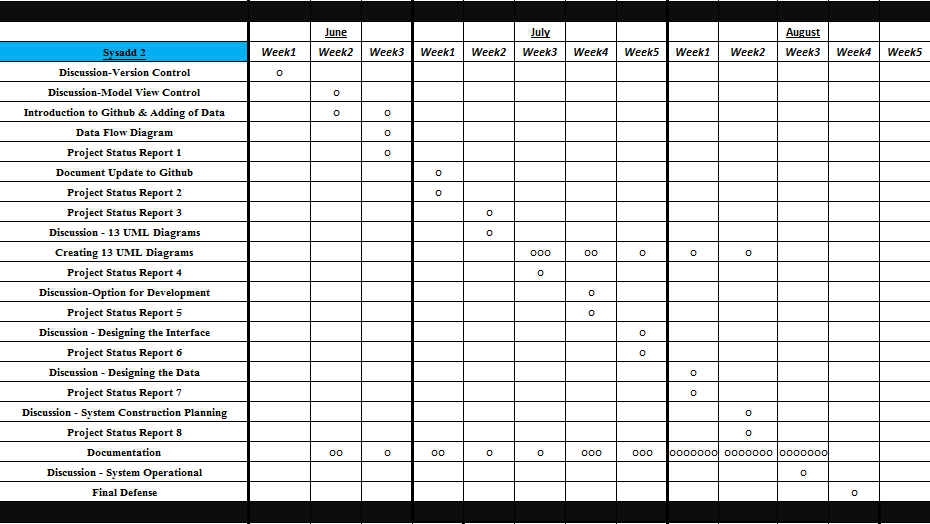 June July August
Sysadd 2 Week1 Week2 Week3 Week1 Week2 Week3 Week4 Week5 Week1 Week2 Week3 Week4 Week5
Discussion-Version Control o
Discussion-Model View Control o
Introduction to Github & Adding of Data o o
Data Flow Diagram o
Project Status Report 1 o
Document Update to Github o
Project Status Report 2 o
Project Status Report 3 o
Discussion - 13 UML Diagrams o
Creating 13 UML Diagrams ooo oo o o o
Project Status Report 4 o
Discussion-Option for Development o
Project Status Report 5 o
Discussion - Designing the Interface o
Project Status Report 6 o
Discussion - Designing the Data o
Project Status Report 7 o
Discussion - System Construction Planning o
Project Status Report 8 o
Documentation oo o oo o o ooo ooo ooooooo ooooooo ooooooo
Discussion - System Operational o
Final Defense o